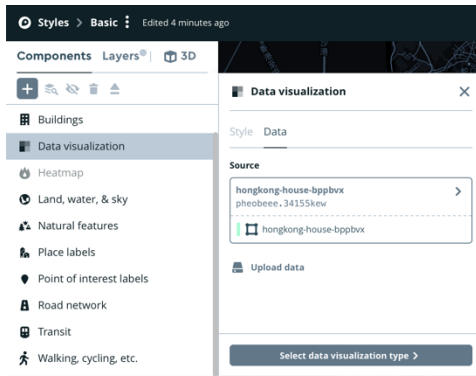 Styles > Basic Edited 4 minutes ago
Components Layers 3D
Buildings
Data visualization
Heatmap
Land, water, & sky
Natural features
Place labels
Point of interest labels
Road network
Transit
Walking, cycling, etc.
Data visualization
Style Data
Source
hongkong-house-bppbvx
pheobeee.34155kew
hongkong-house-bppbvx
Upload data
Select data visualization type >